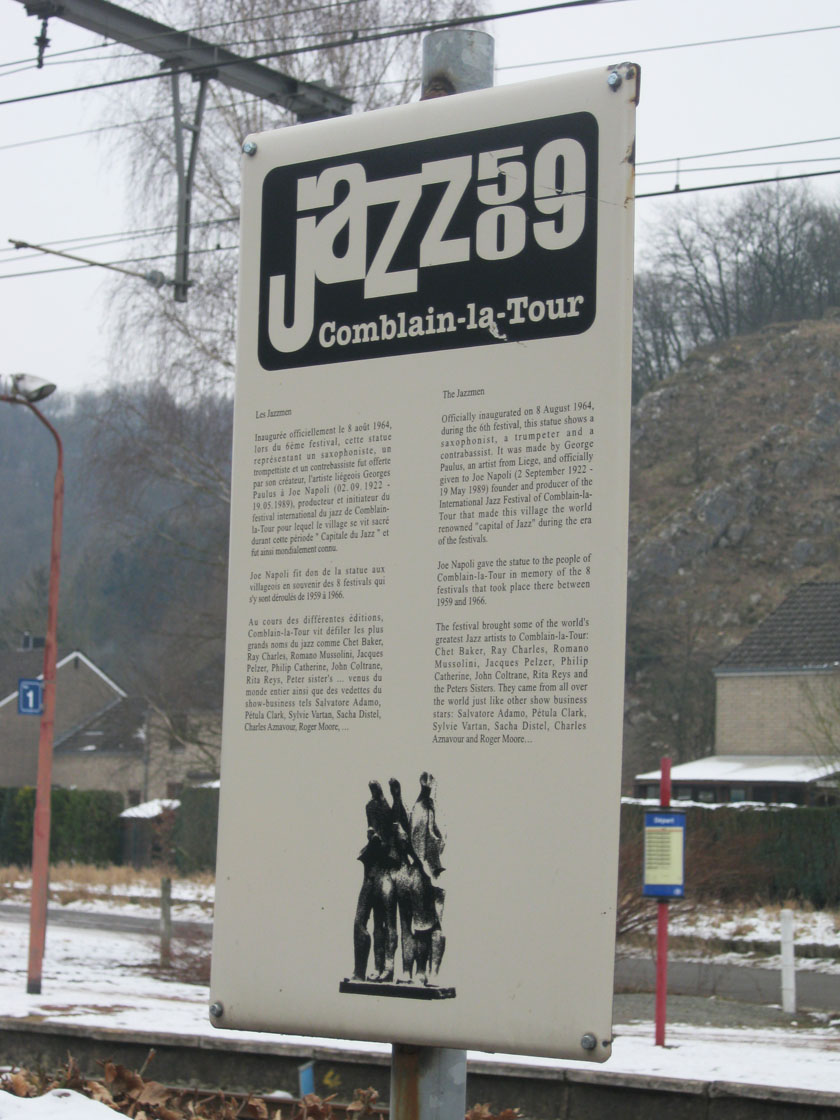 jazz 59 09
Comblain-la-Tour
Les Jazzmen
Inaugurée officiellement le 8 août 1964,
lors du 6ème festival, cette statue
représentant un saxophoniste, un
trompettiste et un contrebassiste fut offerte
par son créateur, l'artiste liégeois Georges
Paulus à Joe Napoli (02.09.1922 -
19.05.1989), producteur et initiateur du
festival international du jazz de Comblain-
la-Tour pour lequel le village se vit sacré
durant cette période " Capitale du Jazz " et
fut ainsi mondialement connu.
Joe Napoli fit don de la statue aux
villageois en souvenir des 8 festivals qui
s'y sont déroulés de 1959 à 1966.
Au cours des différentes éditions,
Comblain-la-Tour vit défiler les plus
grands noms du jazz comme Chet Baker,
Ray Charles, Romano Mussolini, Jacques
Pelzer, Philip Catherine, John Coltrane,
Rita Reys, Peter sister's ... venus du
monde entier ainsi que des vedettes du
show-business tels Salvatore Adamo,
Pétula Clark, Sylvie Vartan, Sacha Distel,
Charles Aznavour, Roger Moore, ...
The Jazzmen
Officially inaugurated on 8 August 1964,
during the 6th festival, this statue shows a
saxophonist, a trumpeter and a
contrabassist. It was made by George
Paulus, an artist from Liege, and officially
given to Joe Napoli (2 September 1922 -
19 May 1989) founder and producer of the
International Jazz Festival of Comblain-la-
Tour that made this village the world
renowned "capital of Jazz" during the era
of the festivals.
Joe Napoli gave the statue to the people of
Comblain-la-Tour in memory of the 8
festivals that took place there between
1959 and 1966.
The festival brought some of the world's
greatest Jazz artists to Comblain-la-Tour:
Chet Baker, Ray Charles, Romano
Mussolini, Jacques Pelzer, Philip
Catherine, John Coltrane, Rita Reys and
the Peters Sisters. They came from all over
the world just like other show business
stars: Salvatore Adamo, Pétula Clark,
Sylvie Vartan, Sacha Distel, Charles
Aznavour and Roger Moore...
1
Départ